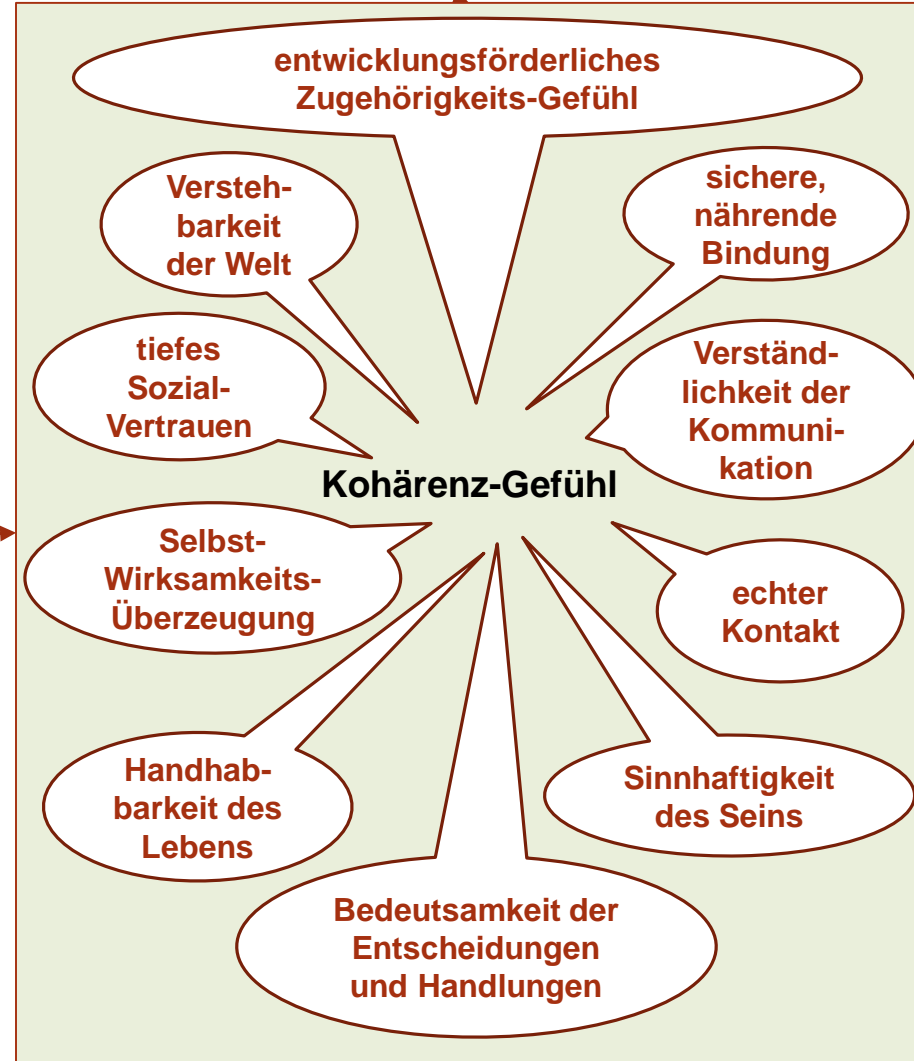 entwicklungsförderliches
Zugehörigkeits-Gefühl
Versteh-
barkeit
der Welt
sichere,
nährende
Bindung
tiefes
Sozial-
Vertrauen
Verständ-
lichkeit der
Kommuni-
kation
Kohärenz-Gefühl
Selbst-
Wirksamkeits-
Überzeugung
echter
Kontakt
Handhab-
barkeit des
Lebens
Sinnhaftigkeit
des Seins
Bedeutsamkeit der
Entscheidungen
und Handlungen